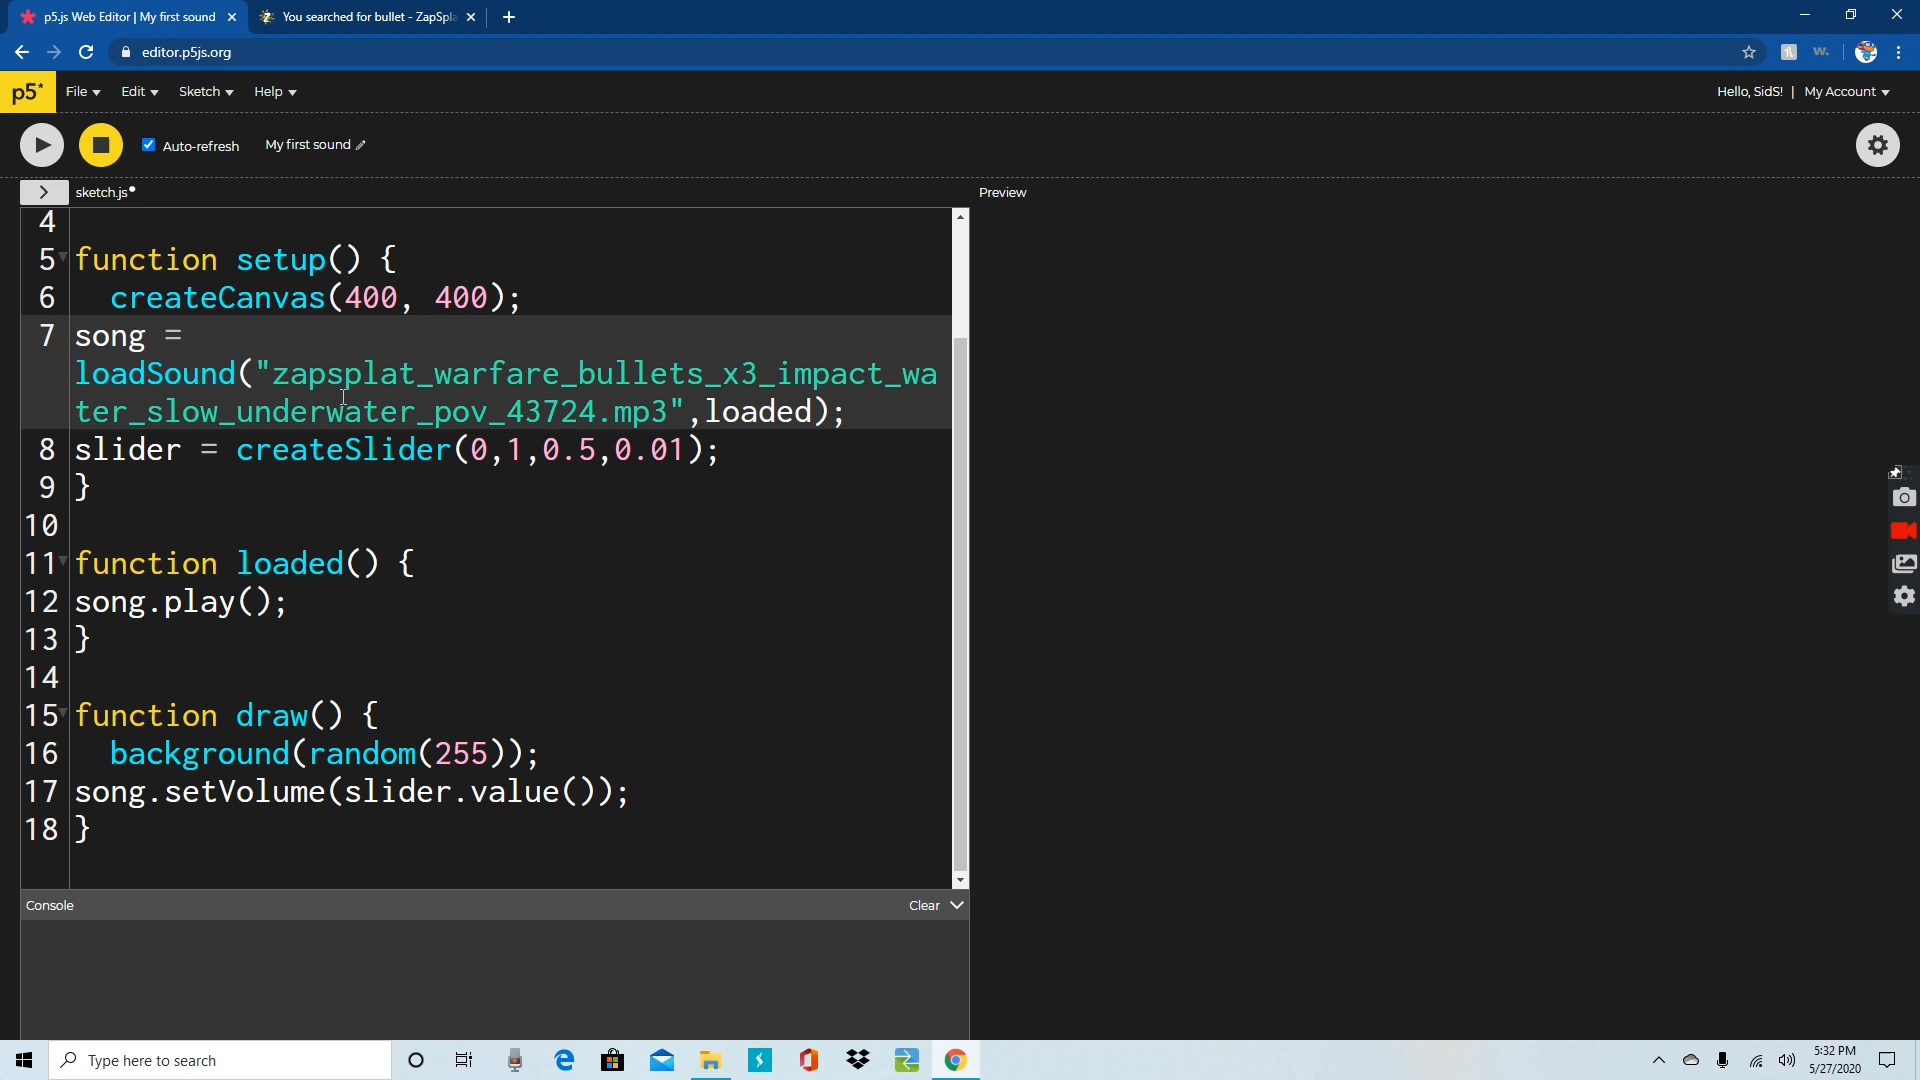 p5.js Web Editor | My first sound
You searched for bullet - ZapSpla
editor.p5js.org
w.
p5* File Edit Sketch Help
Hello, SidS! | My Account
Auto-refresh My first sound
sketch.js
Preview
4
5 function setup() {
6 createCanvas(400, 400);
7 song =
loadSound("zapsplat_warfare_bullets_x3_impact_wa
ter_slow_underwater_pov_43724.mp3",loaded);
8 slider = createSlider(0,1,0.5,0.01);
9 }
10
11 function loaded() {
12 song.play();
13 }
14
15 function draw() {
16 background(random(255));
17 song.setVolume(slider.value());
18 }
Console Clear
Type here to search
5:32 PM
5/27/2020